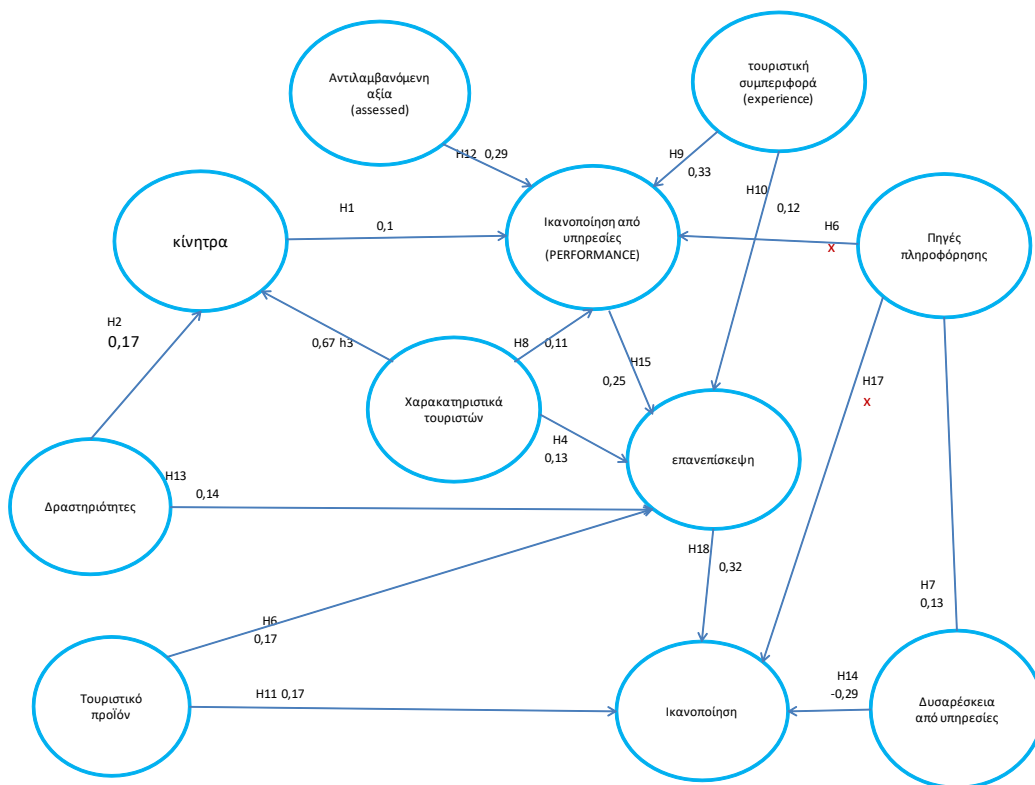 Αντιλαμβανόμενη
αξία
(assessed)
τουριστική
συμπεριφορά
(experience)
H12 0,29
H9
0,33
H10
0,12
H1
0,1
κίνητρα
Ικανοποίηση από
υπηρεσίες
(PERFORMANCE)
H6
x
Πηγές
πληροφόρησης
H2
0,17
0,67 h3
H8
0,11
H15
0,25
H17
x
Χαρακατηριστικά
τουριστών
H4
0,13
επανεπίσκεψη
H13
0,14
Δραστηριότητες
H18
0,32
H7
0,13
H6
0,17
Τουριστικό
προϊόν
H11 0,17
Ικανοποίηση
H14
-0,29
Δυσαρέσκεια
από υπηρεσίες